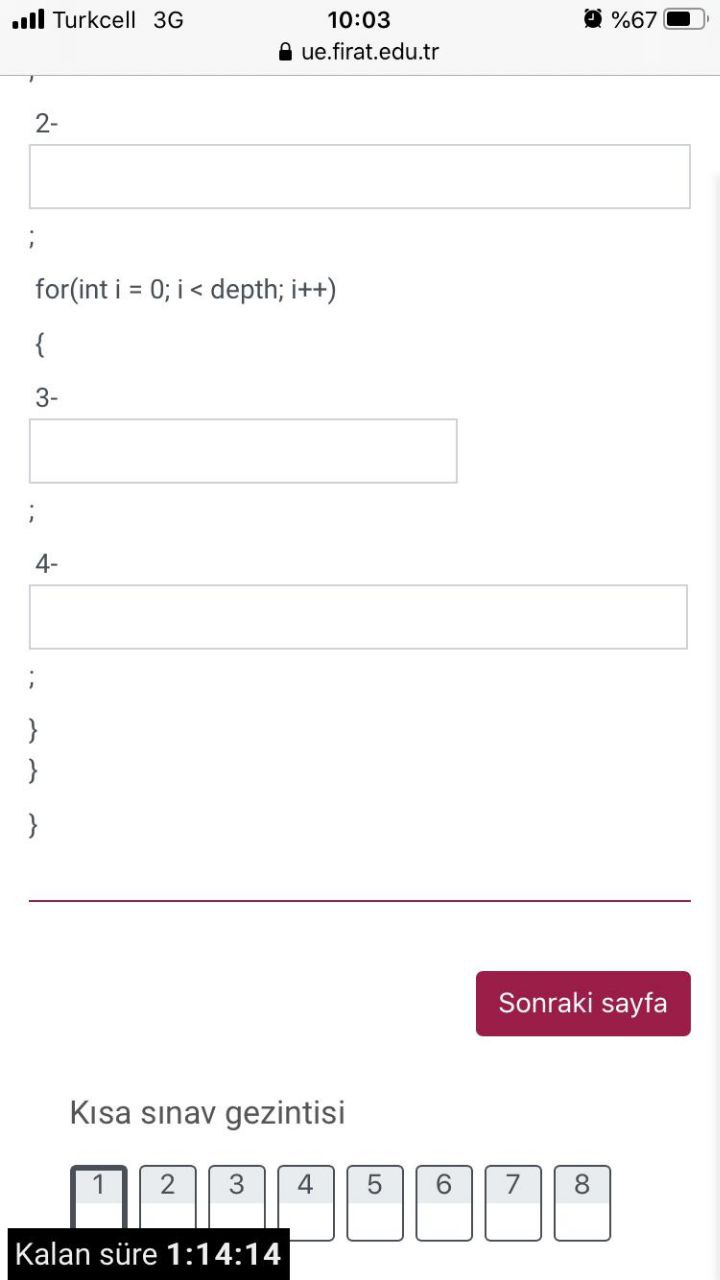 Turkcell 3G 10:03 %67
ue.firat.edu.tr
2-
;
for(int i = 0; i < depth; i++)
{
3-
;
4-
;
}
}
}
Sonraki sayfa
Kısa sınav gezintisi
1 2 3 4 5 6 7 8
Kalan süre 1:14:14